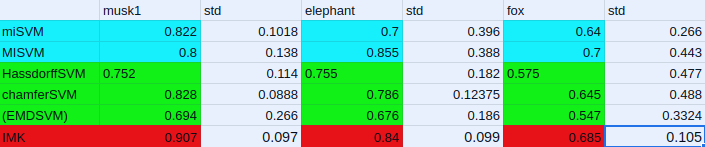 musk1 std elephant std fox std
miSVM 0.822 0.1018 0.7 0.396 0.64 0.266
MISVM 0.8 0.138 0.855 0.388 0.7 0.443
HassdorffSVM 0.752 0.114 0.755 0.182 0.575 0.477
chamferSVM 0.828 0.0888 0.786 0.12375 0.645 0.488
(EMDSVM) 0.694 0.266 0.676 0.186 0.547 0.3324
IMK 0.907 0.097 0.84 0.099 0.685 0.105